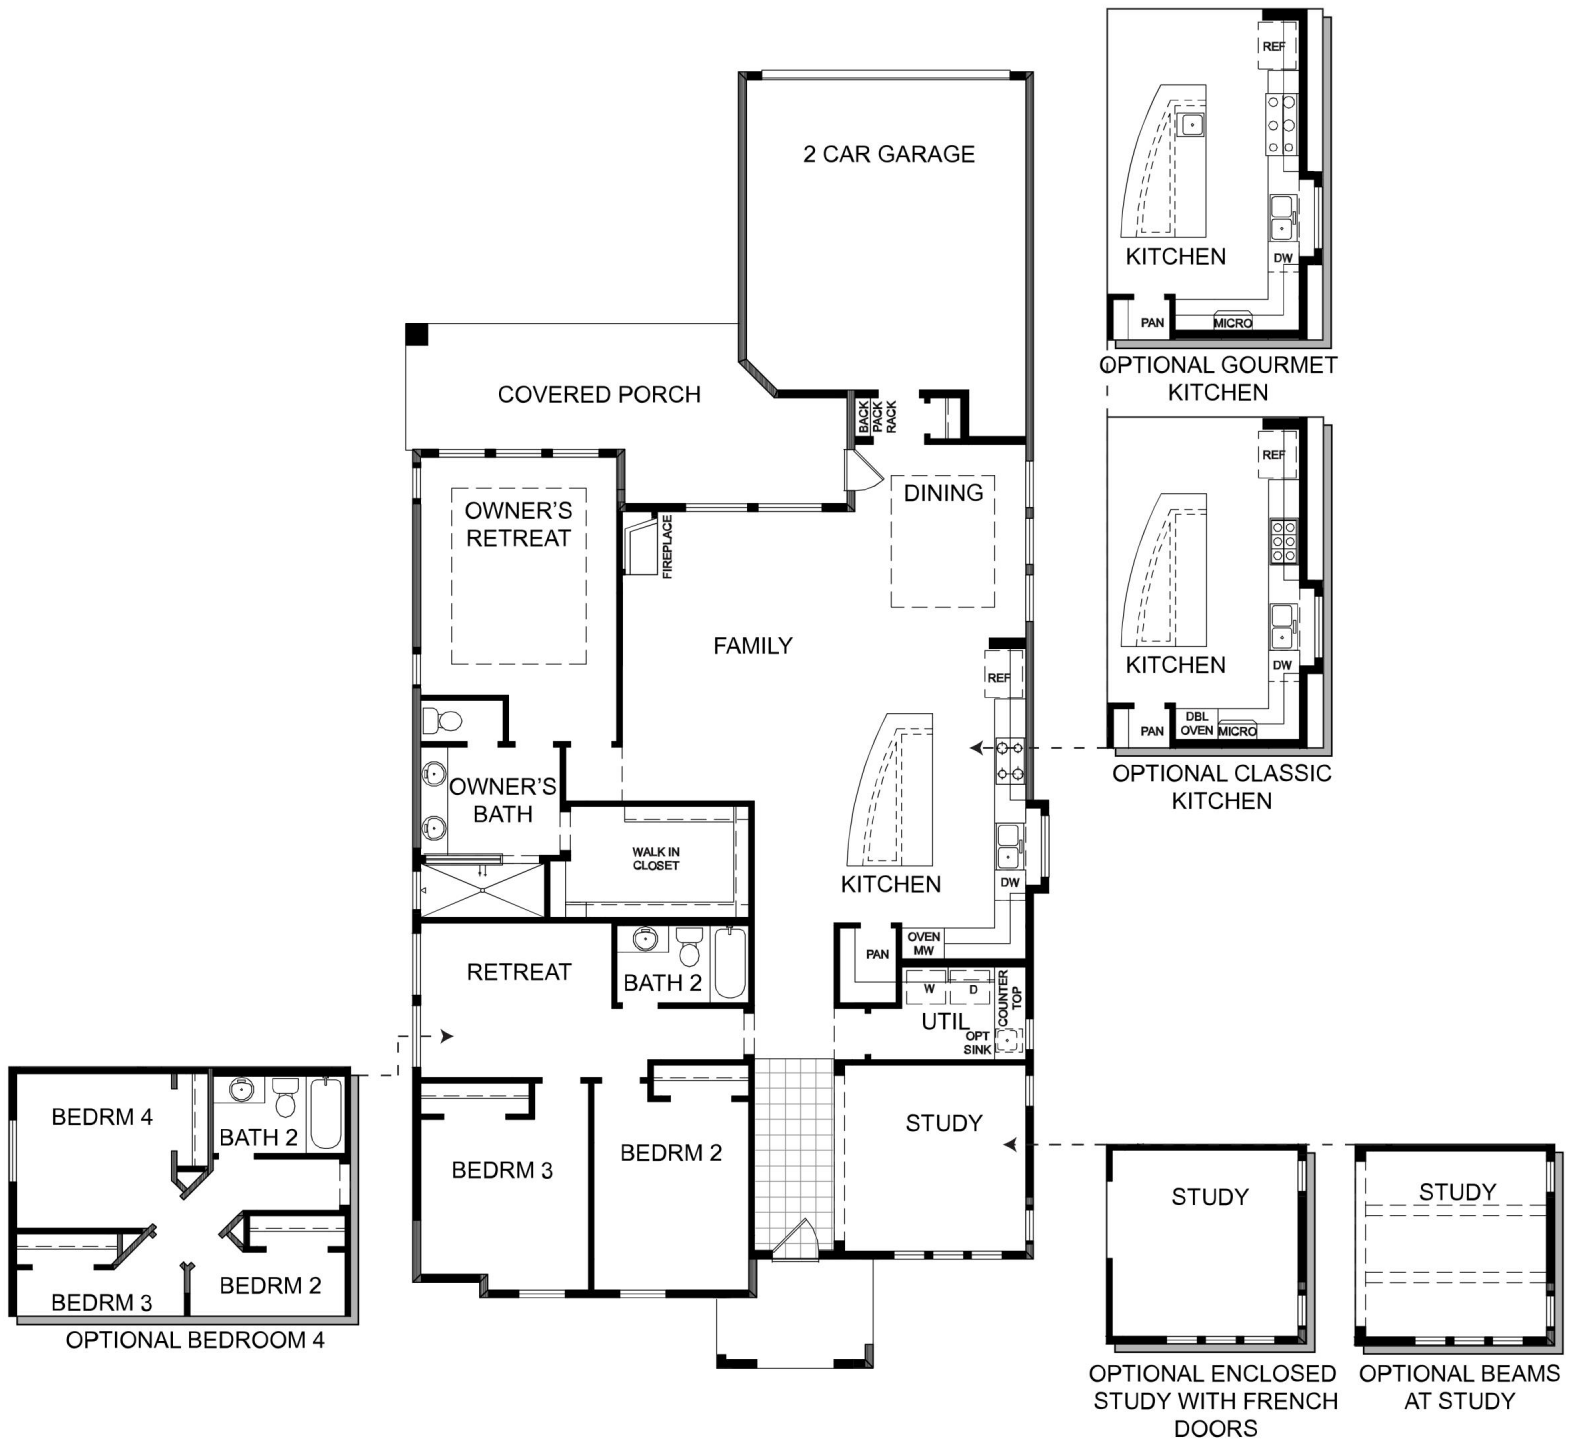 2 CAR GARAGE
COVERED PORCH
BACK
PACK
RACK
OWNER'S
RETREAT
FIREPLACE
DINING
FAMILY
REF
OWNER'S
BATH
WALK IN
CLOSET
KITCHEN
DW
OVEN
MW
PAN
RETREAT
BATH 2
W
D
COUNTER
TOP
UTIL
OPT
SINK
STUDY
BEDRM 3
BEDRM 2
REF
KITCHEN
DW
PAN
MICRO
OPTIONAL GOURMET
KITCHEN
REF
KITCHEN
DW
PAN
DBL
OVEN
MICRO
OPTIONAL CLASSIC
KITCHEN
BEDRM 4
BATH 2
BEDRM 3
BEDRM 2
OPTIONAL BEDROOM 4
STUDY
OPTIONAL ENCLOSED
STUDY WITH FRENCH
DOORS
STUDY
OPTIONAL BEAMS
AT STUDY